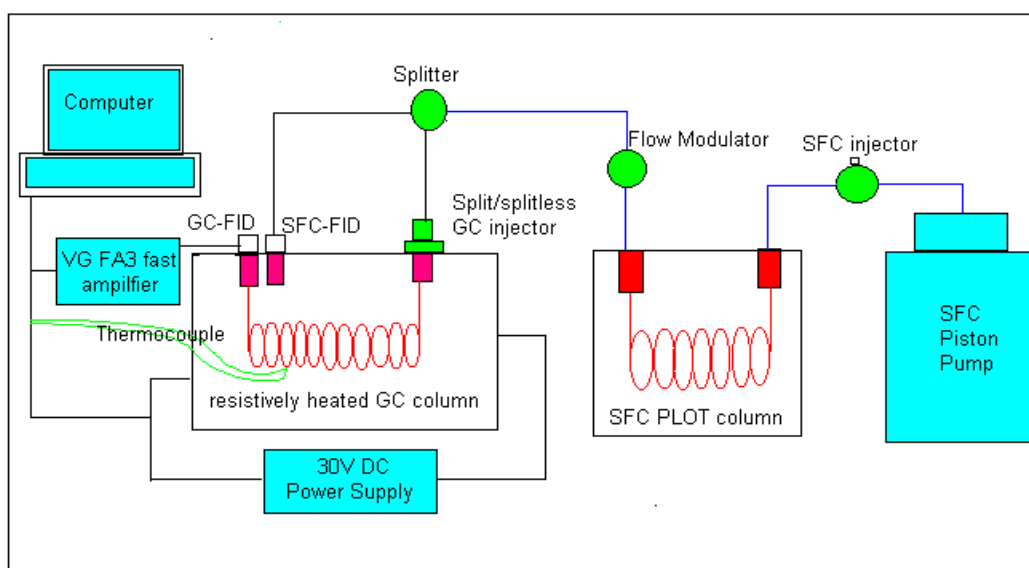 Splitter
Computer
Flow Modulator
SFC injector
GC-FID
SFC-FID
Split/splitless
GC injector
VG FA3 fast
ampilfier
Thermocouple
SFC
Piston
Pump
resistively heated GC column
SFC PLOT column
30V DC
Power Supply